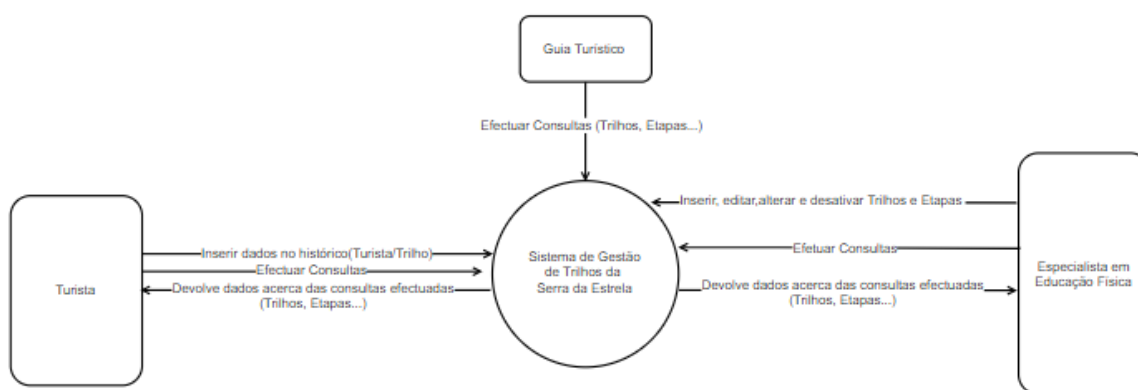 Guia Turístico
Efectuar Consultas (Trilhos, Etapas...)
Inserir, editar,alterar e desativar Trilhos e Etapas
Inserir dados no histórico(Turista/Trilho)
Efectuar Consultas
Devolve dados acerca das consultas efectuadas
(Trilhos, Etapas...)
Turista
Sistema de Gestão
de Trilhos da
Serra da Estrela
Efetuar Consultas
Devolve dados acerca das consultas efectuadas
(Trilhos, Etapas...)
Especialista em
Educação Física